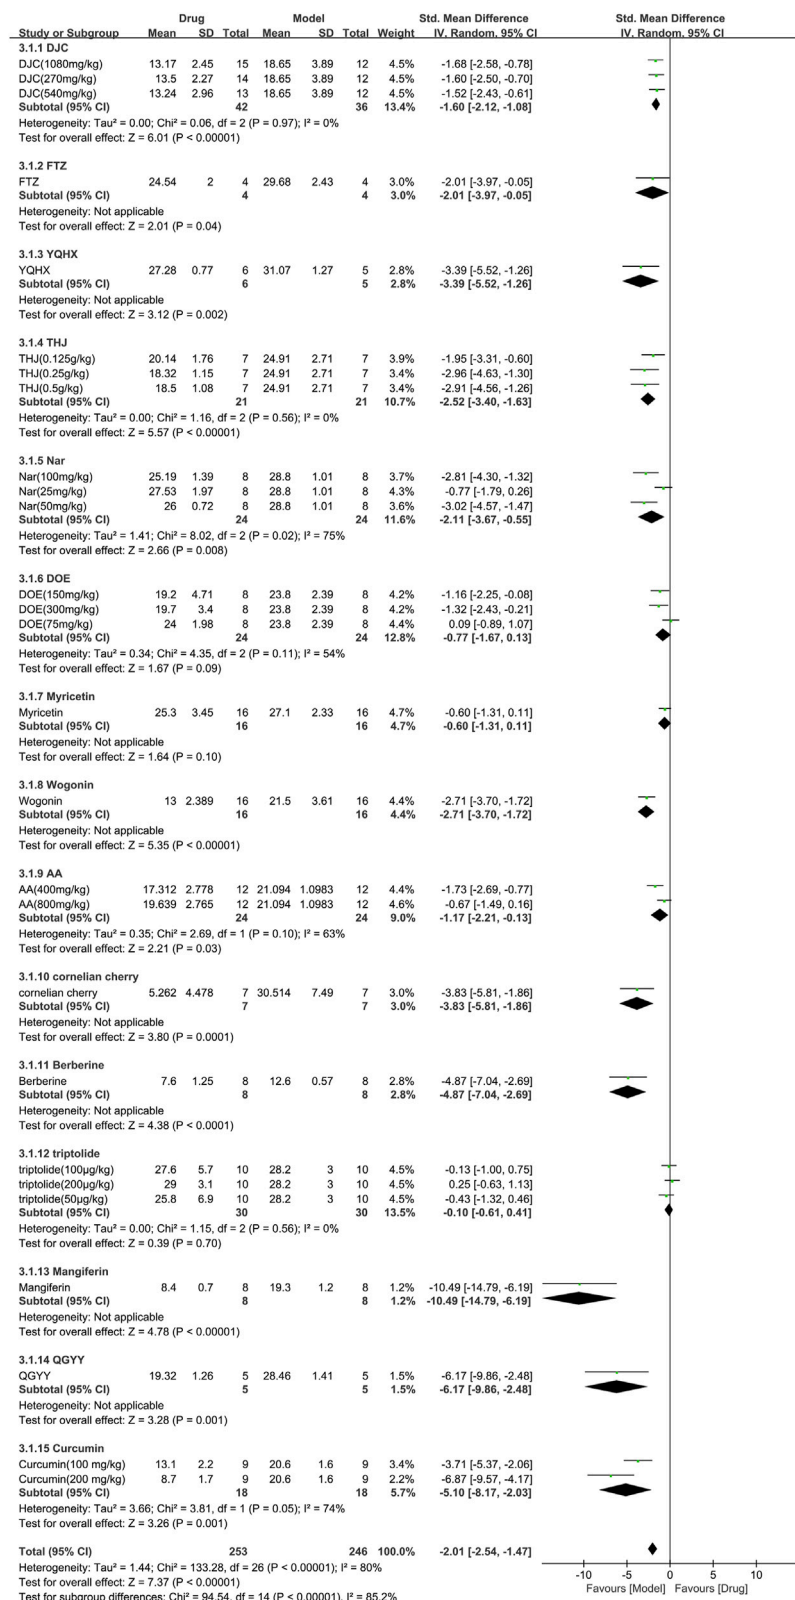 Drug Model Std. Mean Difference Std. Mean Difference
Study or Subgroup Mean SD Total Mean SD Total Weight IV. Random. 95% CI IV. Random. 95% CI
3.1.1 DJC
DJC(1080mg/kg) 13.17 2.45 15 18.65 3.89 12 4.5% -1.68 [-2.58, -0.78]
DJC(270mg/kg) 13.5 2.27 14 18.65 3.89 12 4.5% -1.60 [-2.50, -0.70]
DJC(540mg/kg) 13.24 2.96 13 18.65 3.89 12 4.5% -1.52 [-2.43, -0.61]
Subtotal (95% CI) 42 36 13.4% -1.60 [-2.12, -1.08]
Heterogeneity: Tau² = 0.00; Chi² = 0.06, df = 2 (P = 0.97); I² = 0%
Test for overall effect: Z = 6.01 (P < 0.00001)
3.1.2 FTZ
FTZ 24.54 2 4 29.68 2.43 4 3.0% -2.01 [-3.97, -0.05]
Subtotal (95% CI) 4 4 3.0% -2.01 [-3.97, -0.05]
Heterogeneity: Not applicable
Test for overall effect: Z = 2.01 (P = 0.04)
3.1.3 YQHX
YQHX 27.28 0.77 6 31.07 1.27 5 2.8% -3.39 [-5.52, -1.26]
Subtotal (95% CI) 6 5 2.8% -3.39 [-5.52, -1.26]
Heterogeneity: Not applicable
Test for overall effect: Z = 3.12 (P = 0.002)
3.1.4 THJ
THJ(0.125g/kg) 20.14 1.76 7 24.91 2.71 7 3.9% -1.95 [-3.31, -0.60]
THJ(0.25g/kg) 18.32 1.15 7 24.91 2.71 7 3.4% -2.96 [-4.63, -1.30]
THJ(0.5g/kg) 18.5 1.08 7 24.91 2.71 7 3.4% -2.91 [-4.56, -1.26]
Subtotal (95% CI) 21 21 10.7% -2.52 [-3.40, -1.63]
Heterogeneity: Tau² = 0.00; Chi² = 1.16, df = 2 (P = 0.56); I² = 0%
Test for overall effect: Z = 5.57 (P < 0.00001)
3.1.5 Nar
Nar(100mg/kg) 25.19 1.39 8 28.8 1.01 8 3.7% -2.81 [-4.30, -1.32]
Nar(25mg/kg) 27.53 1.97 8 28.8 1.01 8 4.3% -0.77 [-1.79, 0.26]
Nar(50mg/kg) 26 0.72 8 28.8 1.01 8 3.6% -3.02 [-4.57, -1.47]
Subtotal (95% CI) 24 24 11.6% -2.11 [-3.67, -0.55]
Heterogeneity: Tau² = 1.41; Chi² = 8.02, df = 2 (P = 0.02); I² = 75%
Test for overall effect: Z = 2.66 (P = 0.008)
3.1.6 DOE
DOE(150mg/kg) 19.2 4.71 8 23.8 2.39 8 4.2% -1.16 [-2.25, -0.08]
DOE(300mg/kg) 19.7 3.4 8 23.8 2.39 8 4.2% -1.32 [-2.43, -0.21]
DOE(75mg/kg) 24 1.98 8 23.8 2.39 8 4.4% 0.09 [-0.89, 1.07]
Subtotal (95% CI) 24 24 12.8% -0.77 [-1.67, 0.13]
Heterogeneity: Tau² = 0.34; Chi² = 4.35, df = 2 (P = 0.11); I² = 54%
Test for overall effect: Z = 1.67 (P = 0.09)
3.1.7 Myricetin
Myricetin 25.3 3.45 16 27.1 2.33 16 4.7% -0.60 [-1.31, 0.11]
Subtotal (95% CI) 16 16 4.7% -0.60 [-1.31, 0.11]
Heterogeneity: Not applicable
Test for overall effect: Z = 1.64 (P = 0.10)
3.1.8 Wogonin
Wogonin 13 2.389 16 21.5 3.61 16 4.4% -2.71 [-3.70, -1.72]
Subtotal (95% CI) 16 16 4.4% -2.71 [-3.70, -1.72]
Heterogeneity: Not applicable
Test for overall effect: Z = 5.35 (P < 0.00001)
3.1.9 AA
AA(400mg/kg) 17.312 2.778 12 21.094 1.0983 12 4.4% -1.73 [-2.69, -0.77]
AA(800mg/kg) 19.639 2.765 12 21.094 1.0983 12 4.6% -0.67 [-1.49, 0.16]
Subtotal (95% CI) 24 24 9.0% -1.17 [-2.21, -0.13]
Heterogeneity: Tau² = 0.35; Chi² = 2.69, df = 1 (P = 0.10); I² = 63%
Test for overall effect: Z = 2.21 (P = 0.03)
3.1.10 cornelian cherry
cornelian cherry 5.262 4.478 7 30.514 7.49 7 3.0% -3.83 [-5.81, -1.86]
Subtotal (95% CI) 7 7 3.0% -3.83 [-5.81, -1.86]
Heterogeneity: Not applicable
Test for overall effect: Z = 3.80 (P = 0.0001)
3.1.11 Berberine
Berberine 7.6 1.25 8 12.6 0.57 8 2.8% -4.87 [-7.04, -2.69]
Subtotal (95% CI) 8 8 2.8% -4.87 [-7.04, -2.69]
Heterogeneity: Not applicable
Test for overall effect: Z = 4.38 (P < 0.0001)
3.1.12 triptolide
triptolide(100µg/kg) 27.6 5.7 10 28.2 3 10 4.5% -0.13 [-1.00, 0.75]
triptolide(200µg/kg) 29 3.1 10 28.2 3 10 4.5% 0.25 [-0.63, 1.13]
triptolide(50µg/kg) 25.8 6.9 10 28.2 3 10 4.5% -0.43 [-1.32, 0.46]
Subtotal (95% CI) 30 30 13.5% -0.10 [-0.61, 0.41]
Heterogeneity: Tau² = 0.00; Chi² = 1.15, df = 2 (P = 0.56); I² = 0%
Test for overall effect: Z = 0.39 (P = 0.70)
3.1.13 Mangiferin
Mangiferin 8.4 0.7 8 19.3 1.2 8 1.2% -10.49 [-14.79, -6.19]
Subtotal (95% CI) 8 8 1.2% -10.49 [-14.79, -6.19]
Heterogeneity: Not applicable
Test for overall effect: Z = 4.78 (P < 0.00001)
3.1.14 QGYY
QGYY 19.32 1.26 5 28.46 1.41 5 1.5% -6.17 [-9.86, -2.48]
Subtotal (95% CI) 5 5 1.5% -6.17 [-9.86, -2.48]
Heterogeneity: Not applicable
Test for overall effect: Z = 3.28 (P = 0.001)
3.1.15 Curcumin
Curcumin(100 mg/kg) 13.1 2.2 9 20.6 1.6 9 3.4% -3.71 [-5.37, -2.06]
Curcumin(200 mg/kg) 8.7 1.7 9 20.6 1.6 9 2.2% -6.87 [-9.57, -4.17]
Subtotal (95% CI) 18 18 5.7% -5.10 [-8.17, -2.03]
Heterogeneity: Tau² = 3.66; Chi² = 3.81, df = 1 (P = 0.05); I² = 74%
Test for overall effect: Z = 3.26 (P = 0.001)
Total (95% CI) 253 246 100.0% -2.01 [-2.54, -1.47]
Heterogeneity: Tau² = 1.44; Chi² = 133.28, df = 26 (P < 0.00001); I² = 80%
Test for overall effect: Z = 7.37 (P < 0.00001)
Test for subgroup differences: Chi² = 94.54, df = 14 (P < 0.00001), I² = 85.2%
-10 -5 0 5 10
Favours [Model] Favours [Drug]